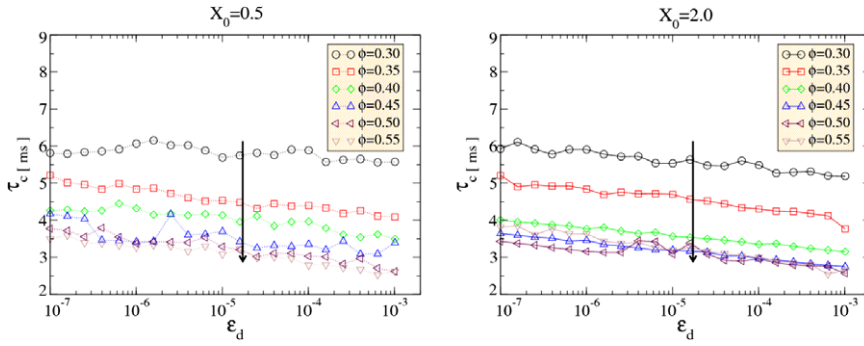 X₀=0.5
9
8
7
6
5
4
3
2
τc [ ms ]
ϕ=0.30
ϕ=0.35
ϕ=0.40
ϕ=0.45
ϕ=0.50
ϕ=0.55
10⁻⁷ 10⁻⁶ 10⁻⁵ 10⁻⁴ 10⁻³
εd
X₀=2.0
9
8
7
6
5
4
3
2
τc [ ms ]
ϕ=0.30
ϕ=0.35
ϕ=0.40
ϕ=0.45
ϕ=0.50
ϕ=0.55
10⁻⁷ 10⁻⁶ 10⁻⁵ 10⁻⁴ 10⁻³
εd